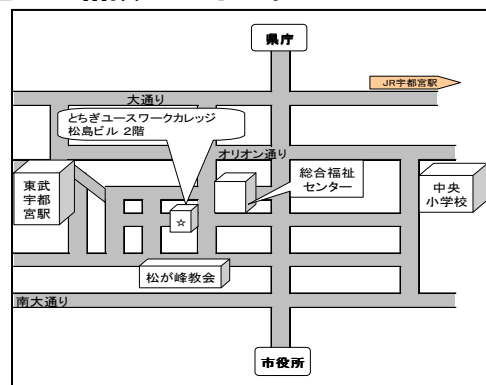 県庁
JR宇都宮駅
大通り
とちぎユースワークカレッジ
松島ビル 2階
オリオン通り
総合福祉
センター
東武
宇都
宮駅
中央
小学校
☆
松が峰教会
南大通り
市役所